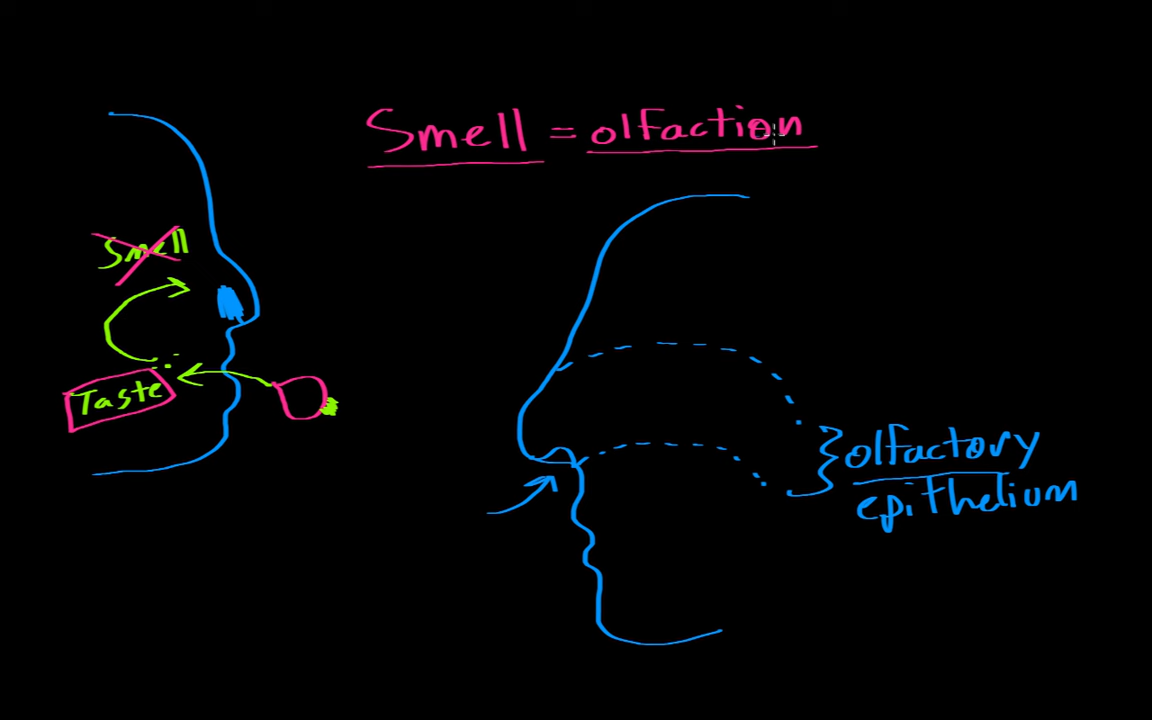 Smell = olfaction
Smell
Taste
olfactory
epithelium